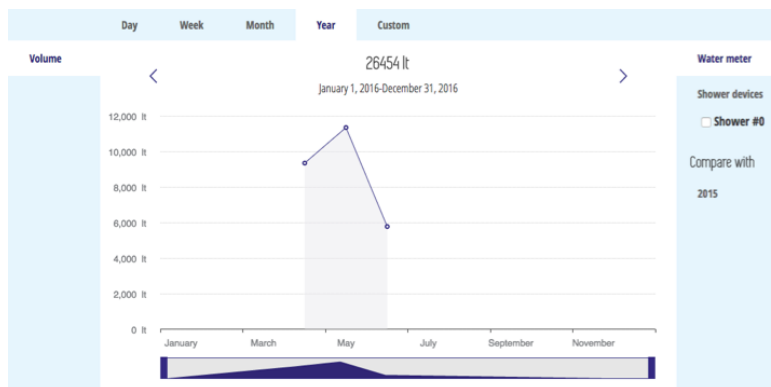 Day Week Month Year Custom
Volume
26454 lt
January 1, 2016-December 31, 2016
Water meter
Shower devices
Shower #0
Compare with
2015
12,000 lt
10,000 lt
8,000 lt
6,000 lt
4,000 lt
2,000 lt
0 lt
January March May July September November